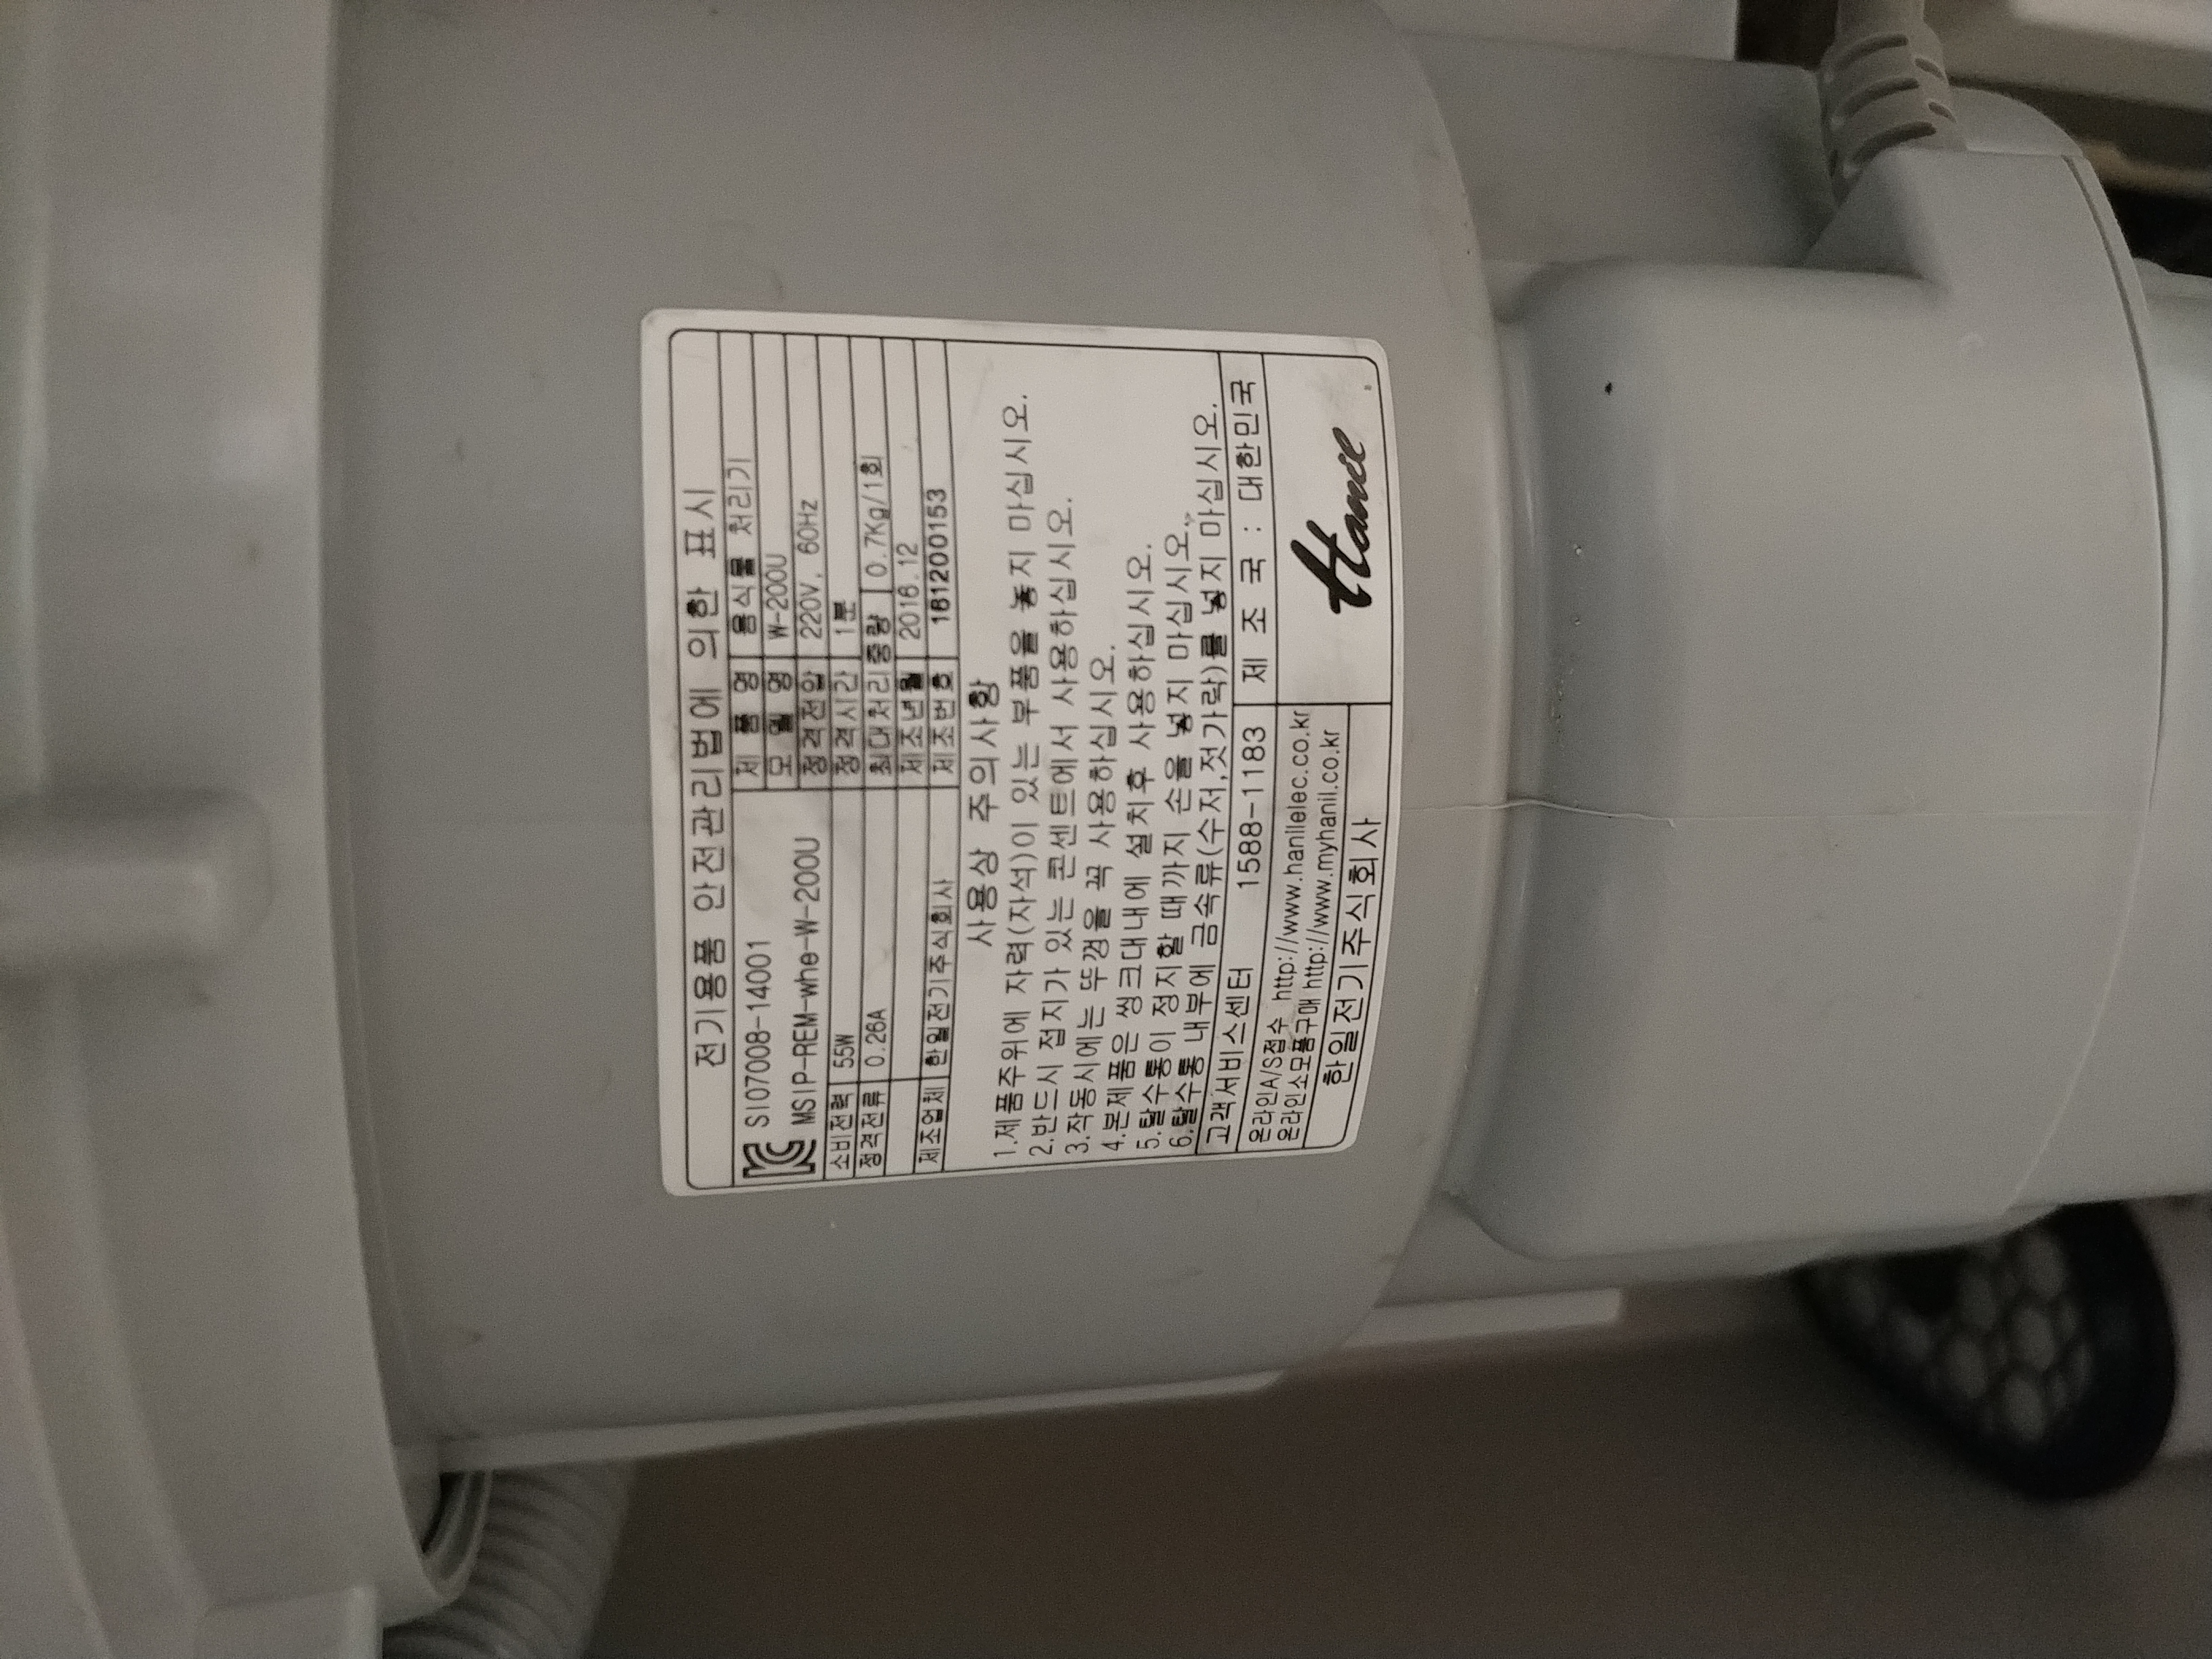 전기용품 안전관리법에 의한 표시
SI07008-14001
MSIP-REM-whe-W-200U
제 품 명 음식물 처리기
모 델 명 W-200U
정격전압 220V, 60Hz
소비전력 55W 정격시간 1분
정격전류 0.26A 최대처리중량 0.7Kg/1회
제조년월 2016.12
제조업체 한일전기주식회사 제조번호 161200153
사용상 주의사항
1.제품주위에 자력(자석)이 있는 부품을 놓지 마십시오.
2.반드시 접지가 있는 콘센트에서 사용하십시오.
3.작동시에는 뚜껑을 꼭 사용하십시오.
4.본제품은 씽크대내에 설치후 사용하십시오.
5.탈수통이 정지할 때까지 손을 넣지 마십시오.
6.탈수통 내부에 금속류(수저,젓가락)를 넣지 마십시오.
고객서비스센터 1588-1183 제 조 국 : 대한민국
온라인A/S접수 http://www.hanilelec.co.kr
온라인소모품구매 http://www.myhanil.co.kr
한일전기주식회사
Hanil